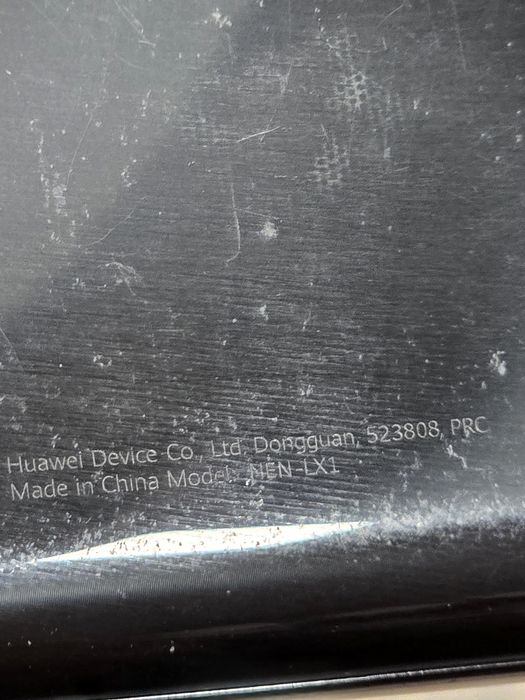 Huawei Device Co., Ltd. Dongguan, 523808, PRC
Made in China Model: NEN-LX1